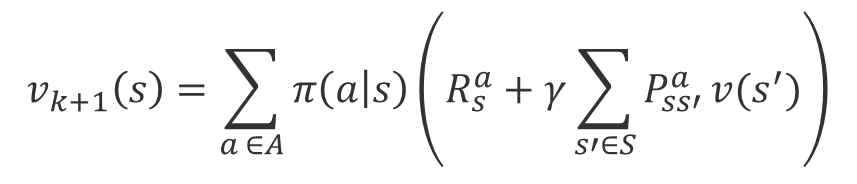 v_{k+1}(s) = \sum_{a \in A} \pi(a|s) \left( R_s^a + \gamma \sum_{s' \in S} P_{ss'}^a v(s') \right)